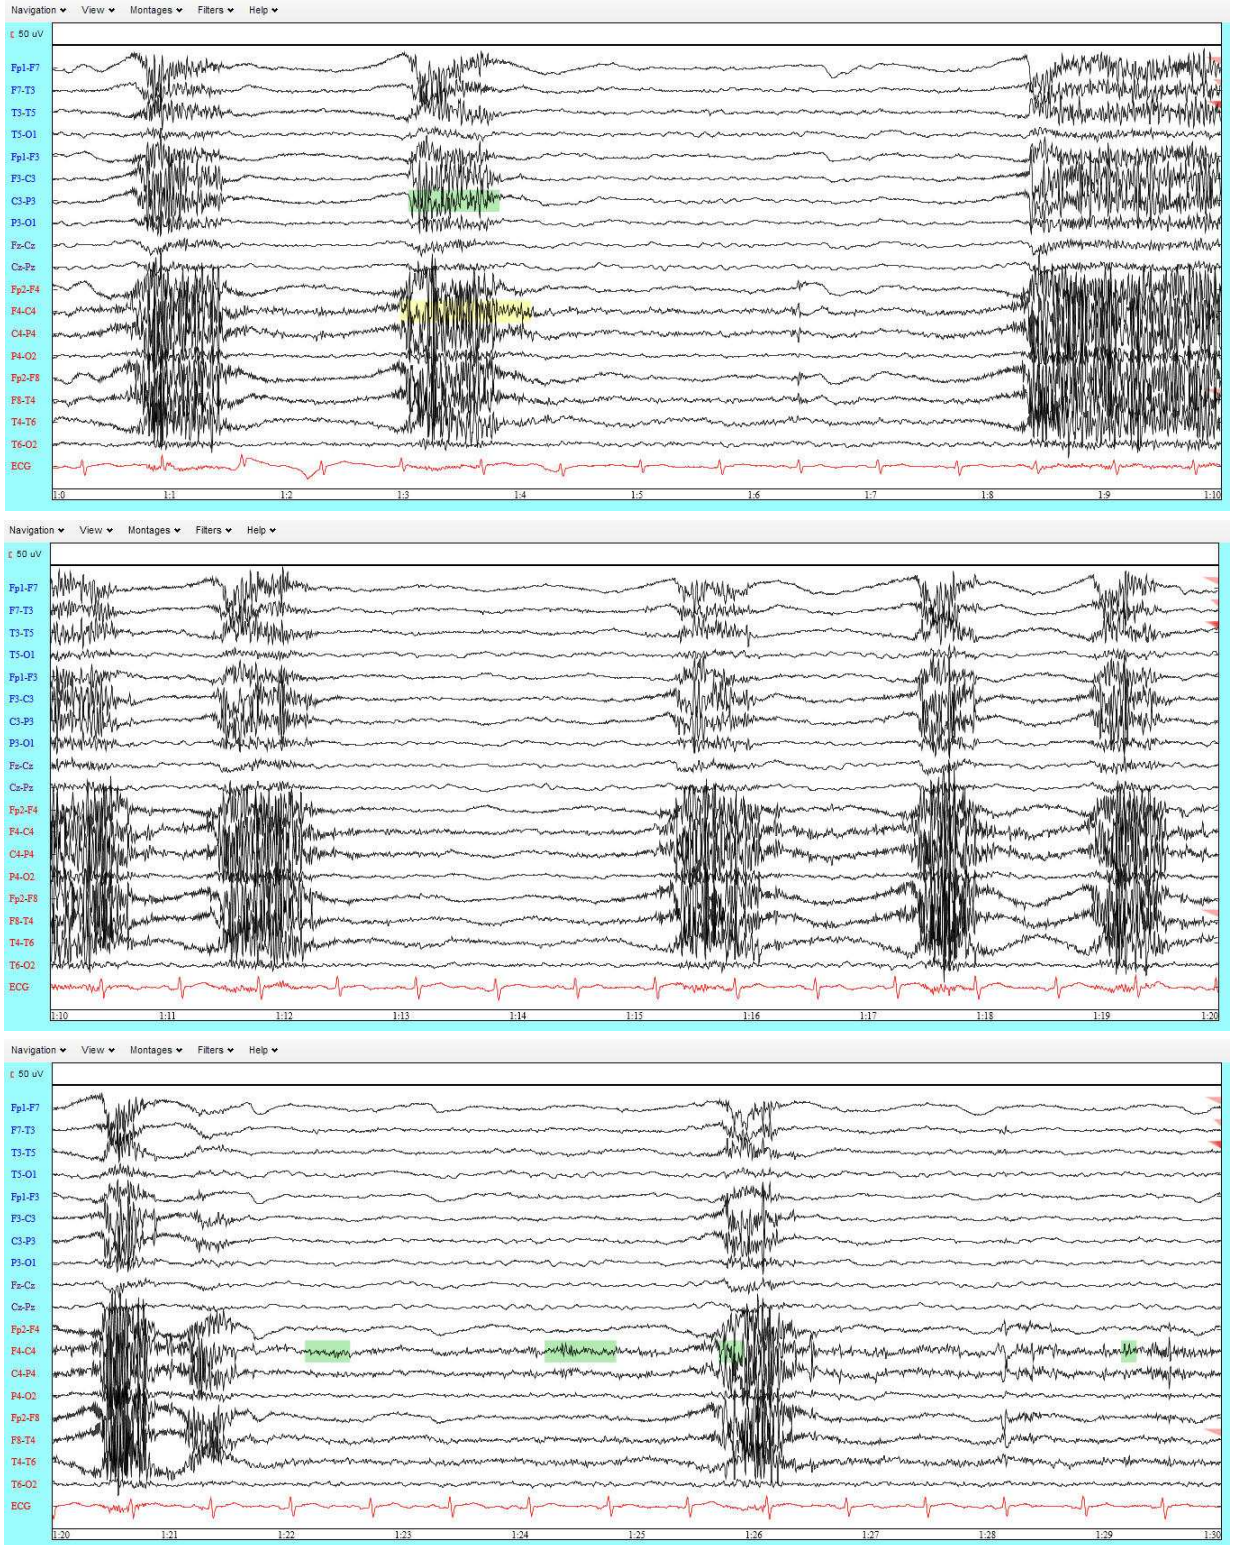 Navigation View Montages Filters Help
50 uV
Fp1-F7
F7-T3
T3-T5
T5-O1
Fp1-F3
F3-C3
C3-P3
P3-O1
Fz-Cz
Cz-Pz
Fp2-F4
F4-C4
C4-P4
P4-O2
Fp2-F8
F8-T4
T4-T6
T6-O2
ECG
1:0 1:1 1:2 1:3 1:4 1:5 1:6 1:7 1:8 1:9 1:10
Navigation View Montages Filters Help
50 uV
Fp1-F7
F7-T3
T3-T5
T5-O1
Fp1-F3
F3-C3
C3-P3
P3-O1
Fz-Cz
Cz-Pz
Fp2-F4
F4-C4
C4-P4
P4-O2
Fp2-F8
F8-T4
T4-T6
T6-O2
ECG
1:10 1:11 1:12 1:13 1:14 1:15 1:16 1:17 1:18 1:19 1:20
Navigation View Montages Filters Help
50 uV
Fp1-F7
F7-T3
T3-T5
T5-O1
Fp1-F3
F3-C3
C3-P3
P3-O1
Fz-Cz
Cz-Pz
Fp2-F4
F4-C4
C4-P4
P4-O2
Fp2-F8
F8-T4
T4-T6
T6-O2
ECG
1:20 1:21 1:22 1:23 1:24 1:25 1:26 1:27 1:28 1:29 1:30